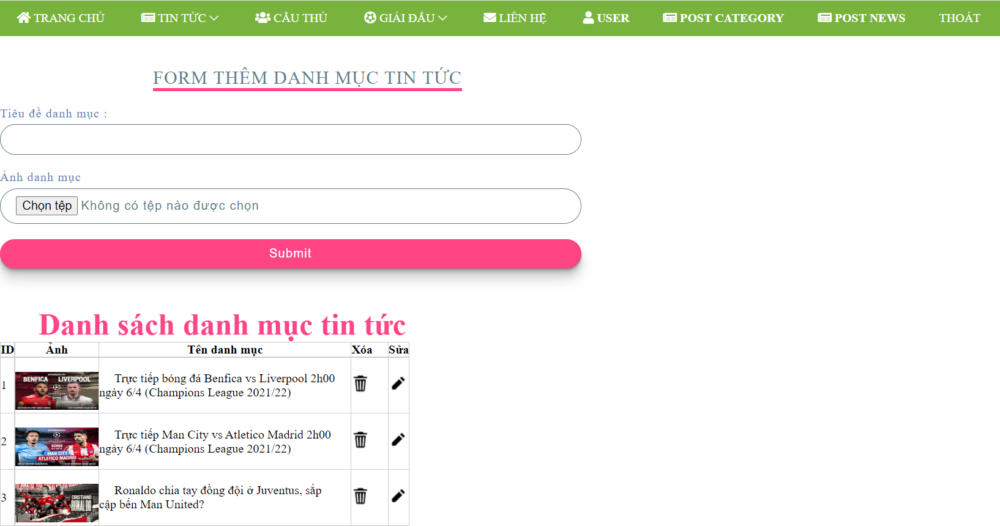 TRANG CHỦ TIN TỨC CẦU THỦ GIẢI ĐẤU LIÊN HỆ USER POST CATEGORY POST NEWS THOÁT
FORM THÊM DANH MỤC TIN TỨC
Tiêu đề danh mục :
Ảnh danh mục
Chọn tệp Không có tệp nào được chọn
Submit
Danh sách danh mục tin tức
ID Ảnh Tên danh mục Xóa Sửa
1
BENFICA LIVERPOOL
Trực tiếp bóng đá Benfica vs Liverpool 2h00
ngày 6/4 (Champions League 2021/22)
2
02H00
MAN CITY
ATLETICO MADRID
Trực tiếp Man City vs Atletico Madrid 2h00
ngày 6/4 (Champions League 2021/22)
3
CRISTIANO
RONALDO
Ronaldo chia tay đồng đội ở Juventus, sắp
cập bến Man United?